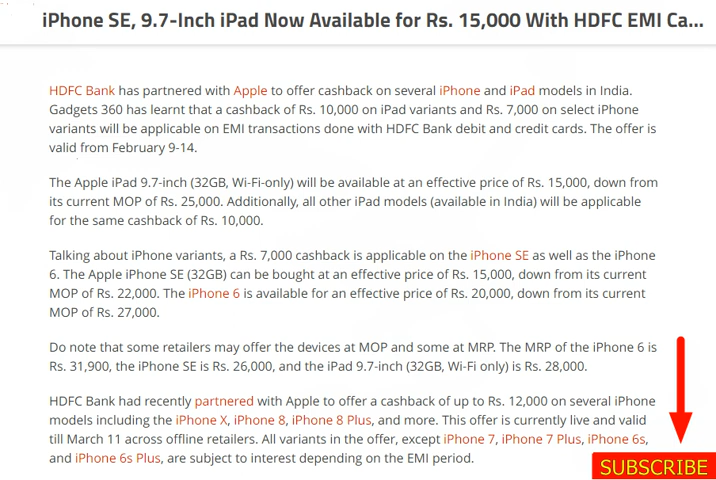 iPhone SE, 9.7-Inch iPad Now Available for Rs. 15,000 With HDFC EMI Ca...
HDFC Bank has partnered with Apple to offer cashback on several iPhone and iPad models in India.
Gadgets 360 has learnt that a cashback of Rs. 10,000 on iPad variants and Rs. 7,000 on select iPhone
variants will be applicable on EMI transactions done with HDFC Bank debit and credit cards. The offer is
valid from February 9-14.
The Apple iPad 9.7-inch (32GB, Wi-Fi-only) will be available at an effective price of Rs. 15,000, down from
its current MOP of Rs. 25,000. Additionally, all other iPad models (available in India) will be applicable
for the same cashback of Rs. 10,000.
Talking about iPhone variants, a Rs. 7,000 cashback is applicable on the iPhone SE as well as the iPhone
6. The Apple iPhone SE (32GB) can be bought at an effective price of Rs. 15,000, down from its current
MOP of Rs. 22,000. The iPhone 6 is available for an effective price of Rs. 20,000, down from its current
MOP of Rs. 27,000.
Do note that some retailers may offer the devices at MOP and some at MRP. The MRP of the iPhone 6 is
Rs. 31,900, the iPhone SE is Rs. 26,000, and the iPad 9.7-inch (32GB, Wi-Fi only) is Rs. 28,000.
HDFC Bank had recently partnered with Apple to offer a cashback of up to Rs. 12,000 on several iPhone
models including the iPhone X, iPhone 8, iPhone 8 Plus, and more. This offer is currently live and valid
till March 11 across offline retailers. All variants in the offer, except iPhone 7, iPhone 7 Plus, iPhone 6s,
and iPhone 6s Plus, are subject to interest depending on the EMI period.
SUBSCRIBE